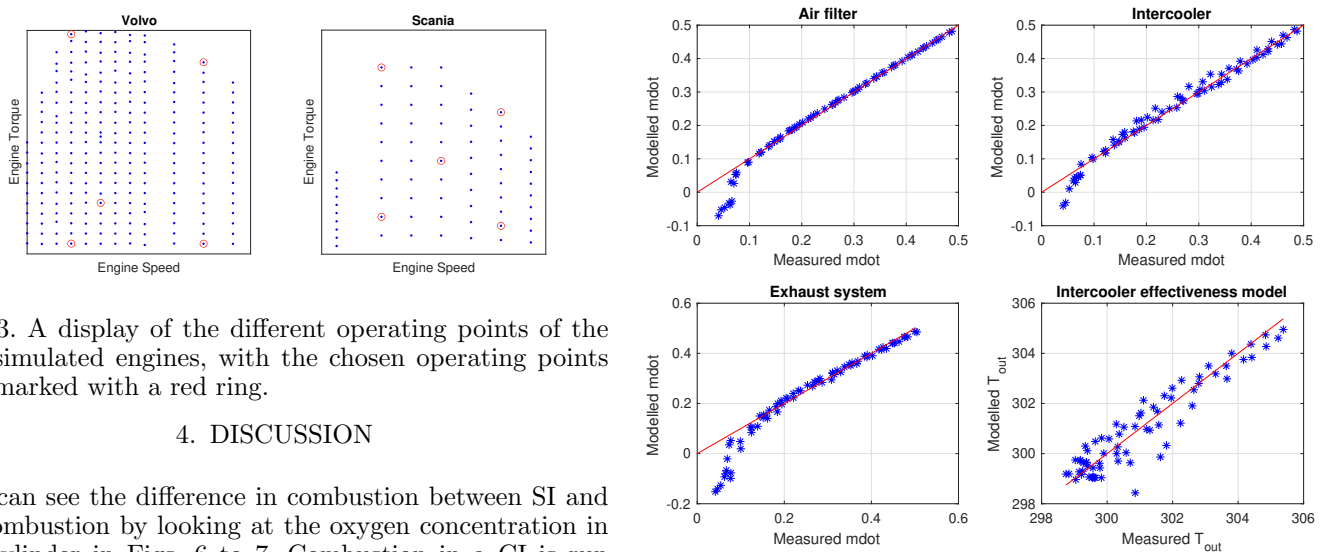 Volvo
Engine Torque
Engine Speed
Scania
Engine Torque
Engine Speed
3. A display of the different operating points of the
simulated engines, with the chosen operating points
marked with a red ring.
4. DISCUSSION
can see the difference in combustion between SI and
ombustion by looking at the oxygen concentration in
ylinder in Figs. 6 to 7. Combustion in a CI is run
Air filter
0.5
0.4
0.3
0.2
0.1
0
-0.1
Modelled mdot
0 0.1 0.2 0.3 0.4 0.5
Measured mdot
Intercooler
0.5
0.4
0.3
0.2
0.1
0
-0.1
Modelled mdot
0 0.1 0.2 0.3 0.4 0.5
Measured mdot
Exhaust system
0.6
0.4
0.2
0
-0.2
Modelled mdot
0 0.2 0.4 0.6
Measured mdot
Intercooler effectiveness model
306
304
302
300
298
Modelled T_out
298 300 302 304 306
Measured T_out